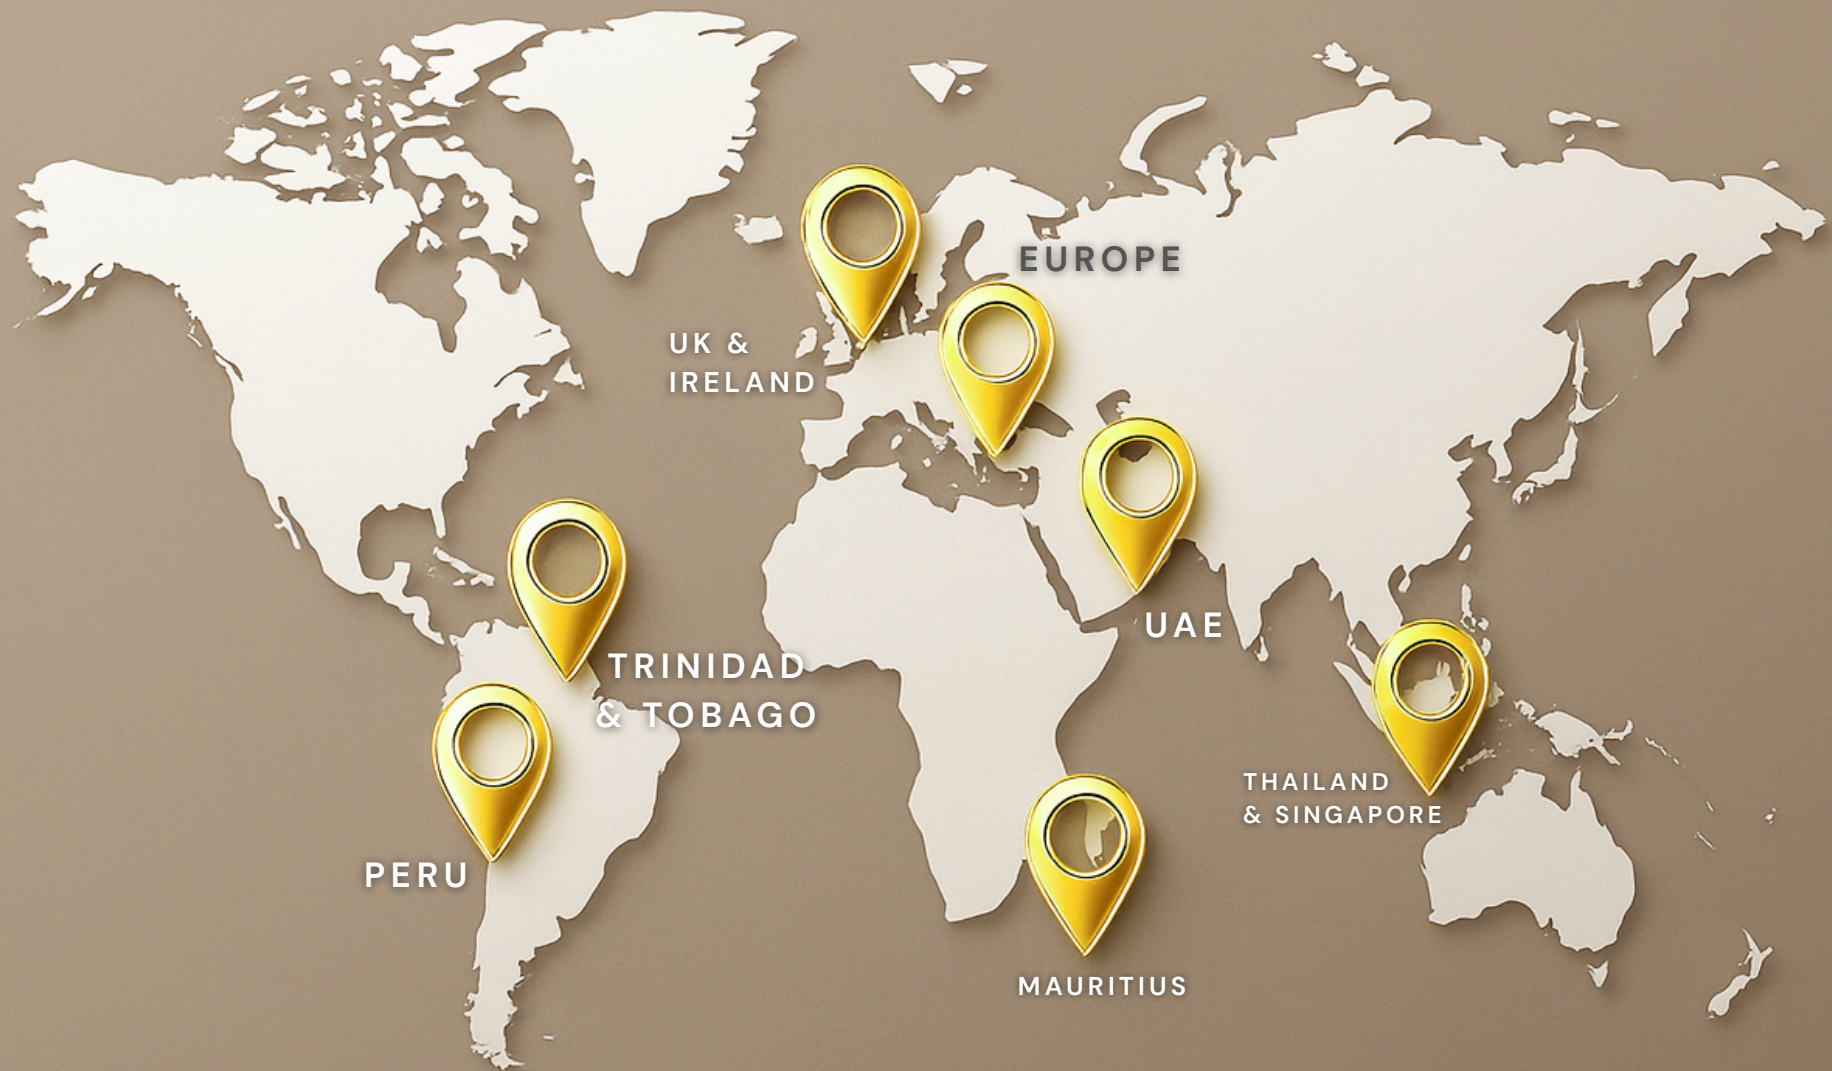 EUROPE
UK &
IRELAND
UAE
TRINIDAD
& TOBAGO
THAILAND
& SINGAPORE
PERU
MAURITIUS